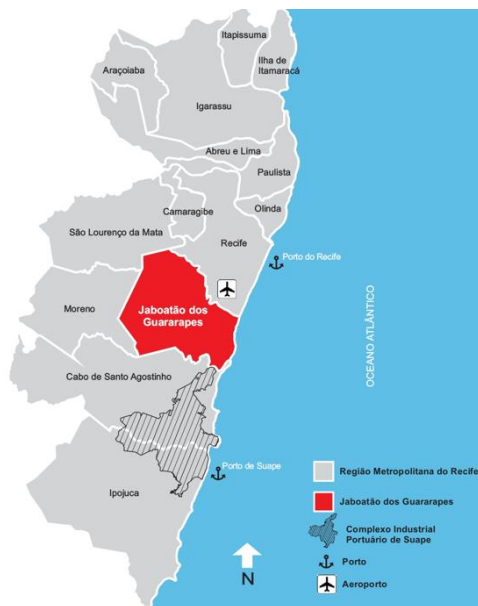 Itapissuma
Ilha de
Itamaracá
Araçoiaba
Igarassu
Abreu e Lima
Paulista
Camaragibe
Olinda
São Lourenço da Mata
Recife
Porto do Recife
Moreno
Jaboatão dos
Guararapes
OCEANO ATLÂNTICO
Cabo de Santo Agostinho
Porto de Suape
Ipojuca
Região Metropolitana do Recife
Jaboatão dos Guararapes
Complexo Industrial
Portuário de Suape
Porto
Aeroporto
N